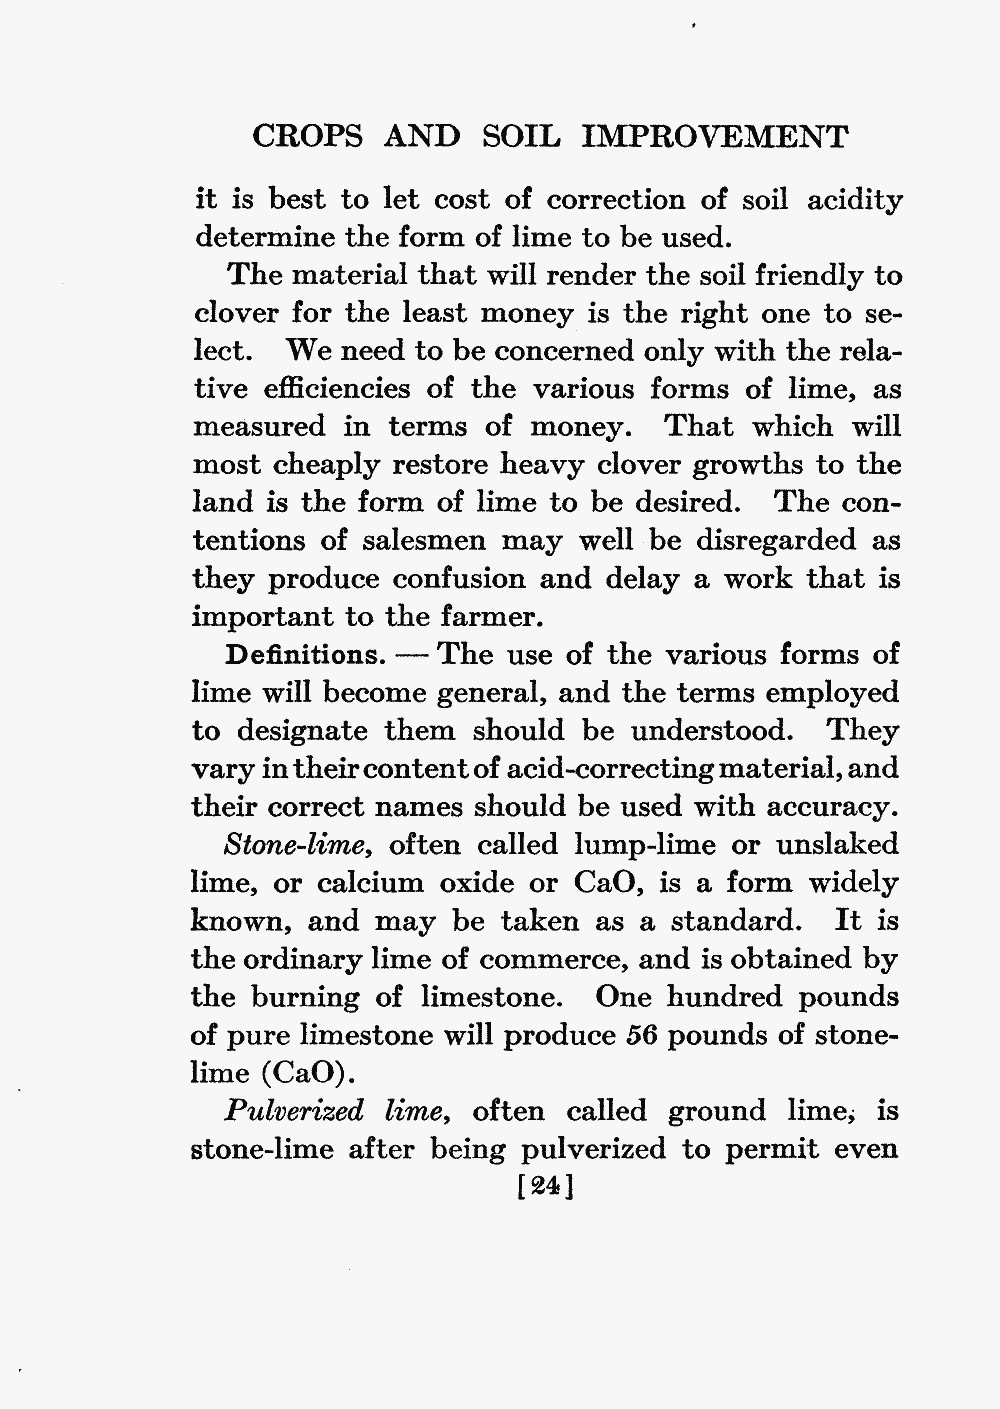 CROPS AND SOIL IMPROVEMENT
it is best to let cost of correction of soil acidity
determine the form of lime to be used.
The material that will render the soil friendly to
clover for the least money is the right one to se-
lect. We need to be concerned only with the rela-
tive efficiencies of the various forms of lime, as
measured in terms of money. That which will
most cheaply restore heavy clover growths to the
land is the form of lime to be desired. The con-
tentions of salesmen may well be disregarded as
they produce confusion and delay a work that is
important to the farmer.
Definitions. — The use of the various forms of
lime will become general, and the terms employed
to designate them should be understood. They
vary in their content of acid-correcting material, and
their correct names should be used with accuracy.
Stone-lime, often called lump-lime or unslaked
lime, or calcium oxide or CaO, is a form widely
known, and may be taken as a standard. It is
the ordinary lime of commerce, and is obtained by
the burning of limestone. One hundred pounds
of pure limestone will produce 56 pounds of stone-
lime (CaO).
Pulverized lime, often called ground lime, is
stone-lime after being pulverized to permit even
[24]